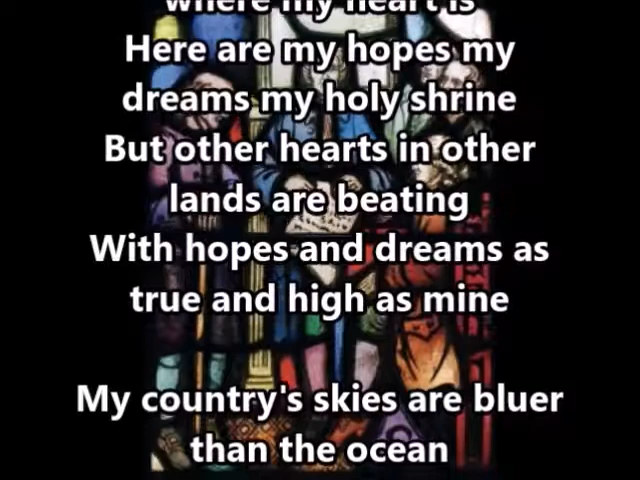 where my heart is
Here are my hopes my
dreams my holy shrine
But other hearts in other
lands are beating
With hopes and dreams as
true and high as mine
My country's skies are bluer
than the ocean